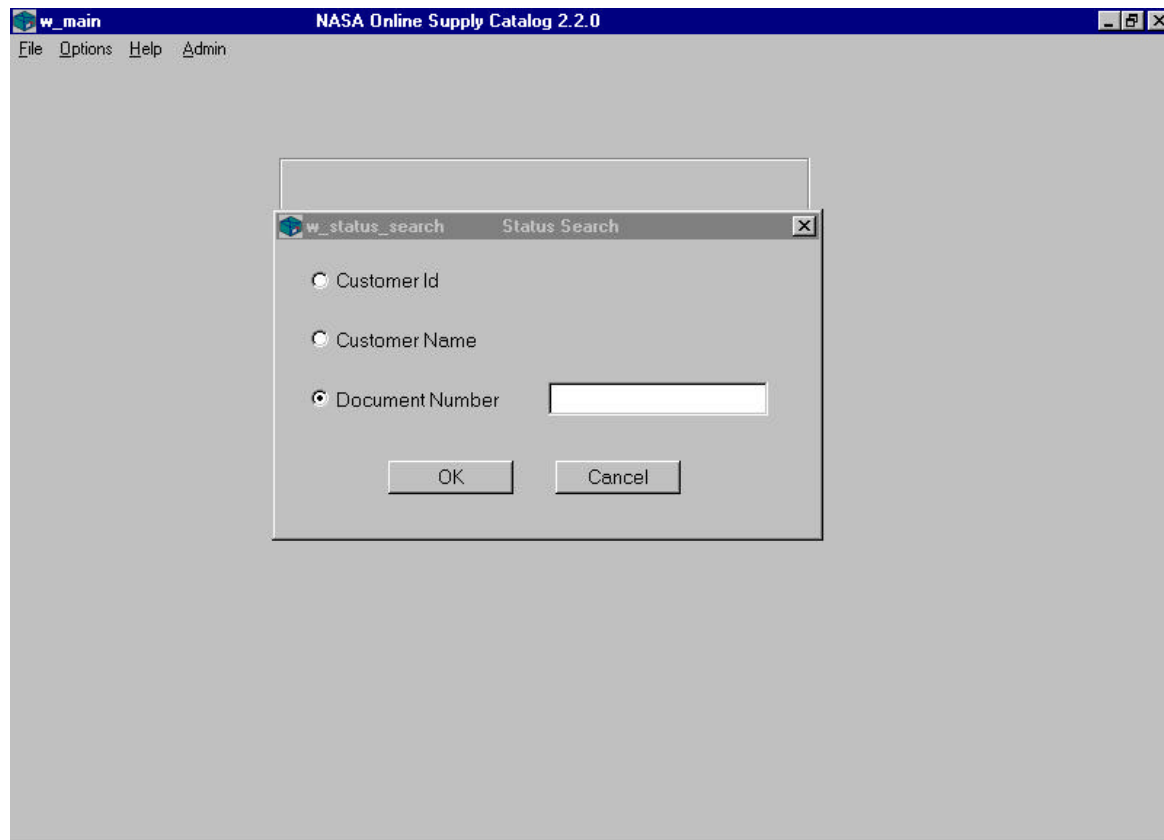 w_main NASA Online Supply Catalog 2.2.0
File Options Help Admin
w_status_search Status Search
Customer Id
Customer Name
Document Number
OK Cancel